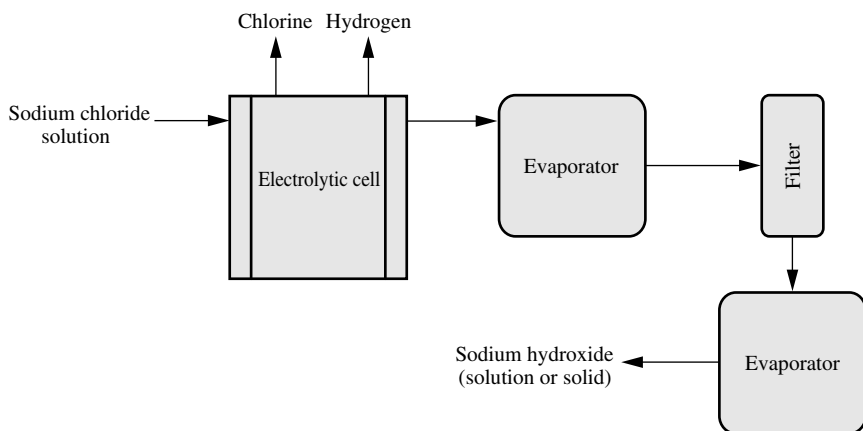 Chlorine Hydrogen
Sodium chloride
solution
Electrolytic cell
Evaporator
Filter
Sodium hydroxide
(solution or solid)
Evaporator